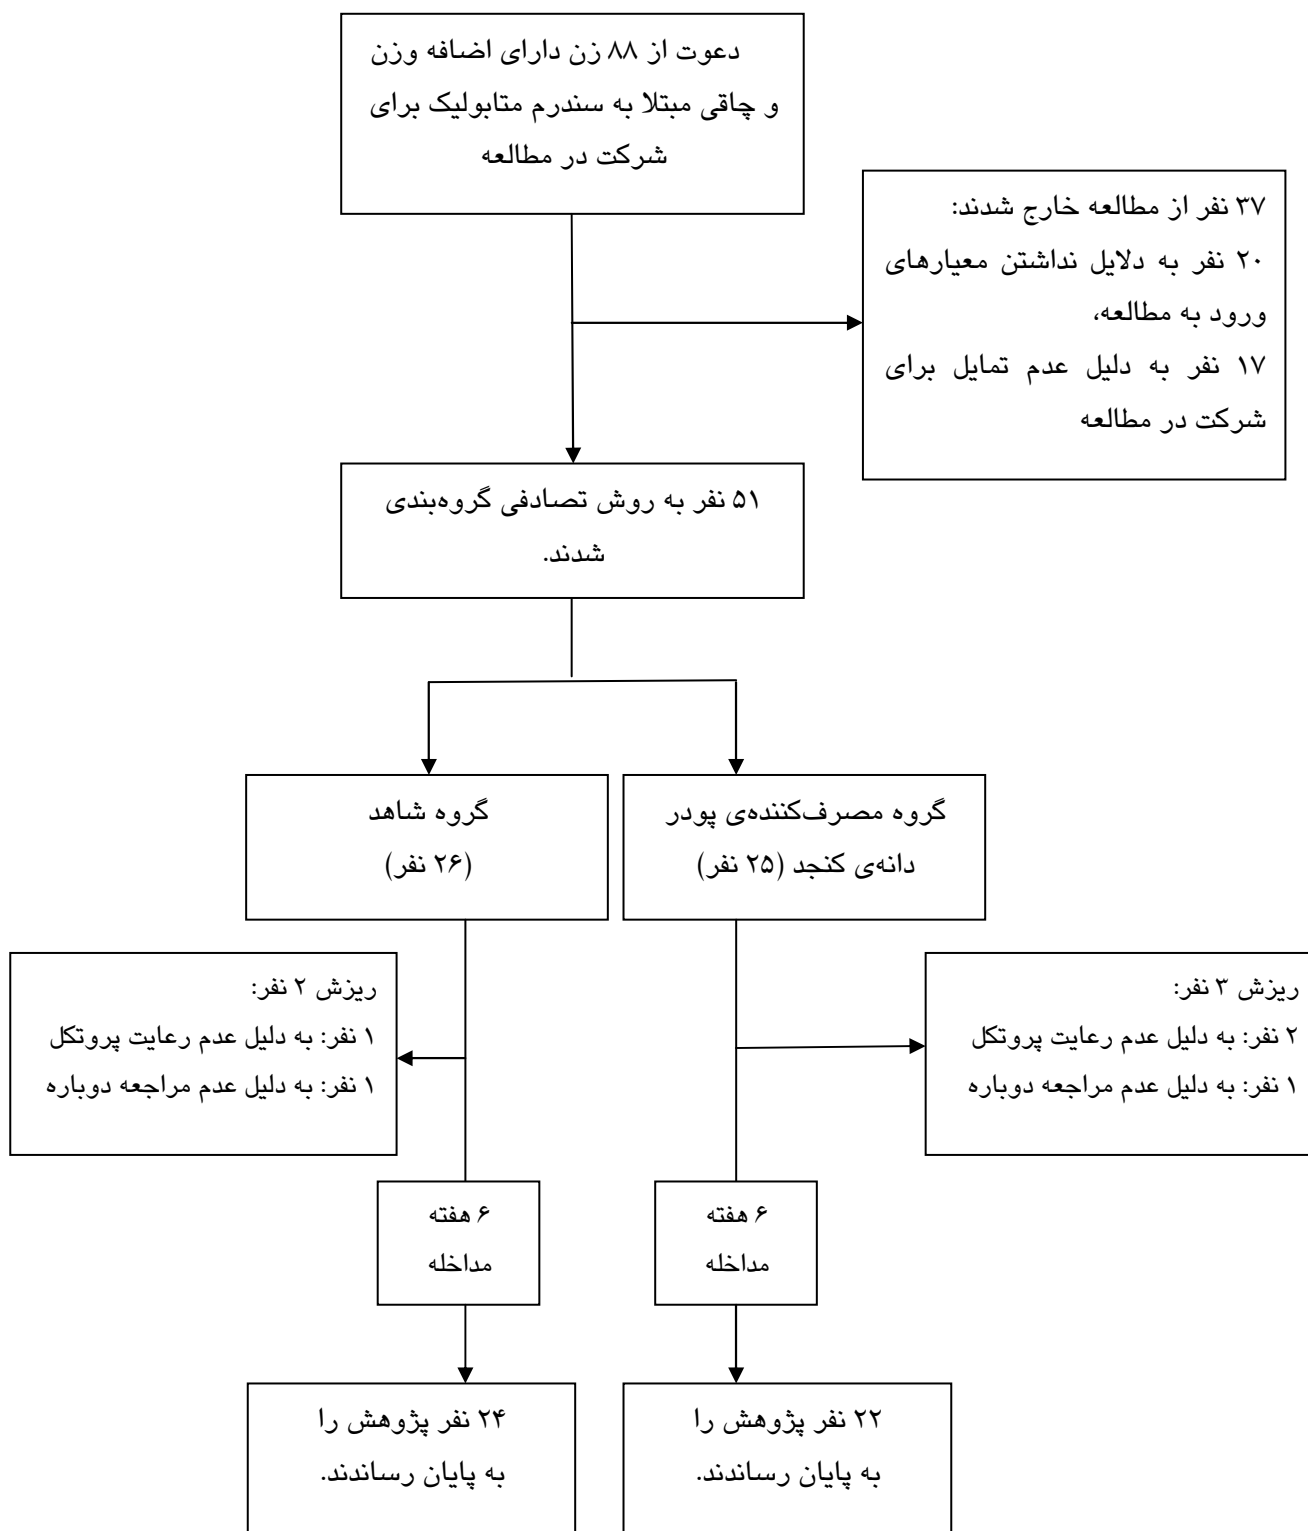 دعوت از ۸۸ زن دارای اضافه وزن
و چاقی مبتلا به سندرم متابولیک برای
شرکت در مطالعه
۳۷ نفر از مطالعه خارج شدند:
۲۰ نفر به دلایل نداشتن معیارهای
ورود به مطالعه،
۱۷ نفر به دلیل عدم تمایل برای
شرکت در مطالعه
۵۱ نفر به روش تصادفی گروه‌بندی
شدند.
گروه مصرف‌کننده‌ی پودر
دانه‌ی کنجد (۲۵ نفر)
گروه شاهد
(۲۶ نفر)
ریزش ۳ نفر:
۲ نفر: به دلیل عدم رعایت پروتکل
۱ نفر: به دلیل عدم مراجعه دوباره
ریزش ۲ نفر:
۱ نفر: به دلیل عدم رعایت پروتکل
۱ نفر: به دلیل عدم مراجعه دوباره
۶ هفته
مداخله
۶ هفته
مداخله
۲۲ نفر پژوهش را
به پایان رساندند.
۲۴ نفر پژوهش را
به پایان رساندند.